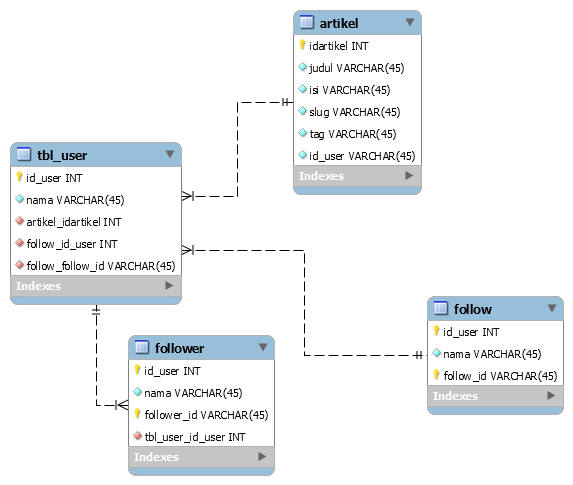 artikel
idartikel INT
judul VARCHAR(45)
isi VARCHAR(45)
slug VARCHAR(45)
tag VARCHAR(45)
id_user VARCHAR(45)
Indexes
tbl_user
id_user INT
nama VARCHAR(45)
artikel_idartikel INT
follow_id_user INT
follow_follow_id VARCHAR(45)
Indexes
follow
id_user INT
nama VARCHAR(45)
follow_id VARCHAR(45)
Indexes
follower
id_user INT
nama VARCHAR(45)
follower_id VARCHAR(45)
tbl_user_id_user INT
Indexes